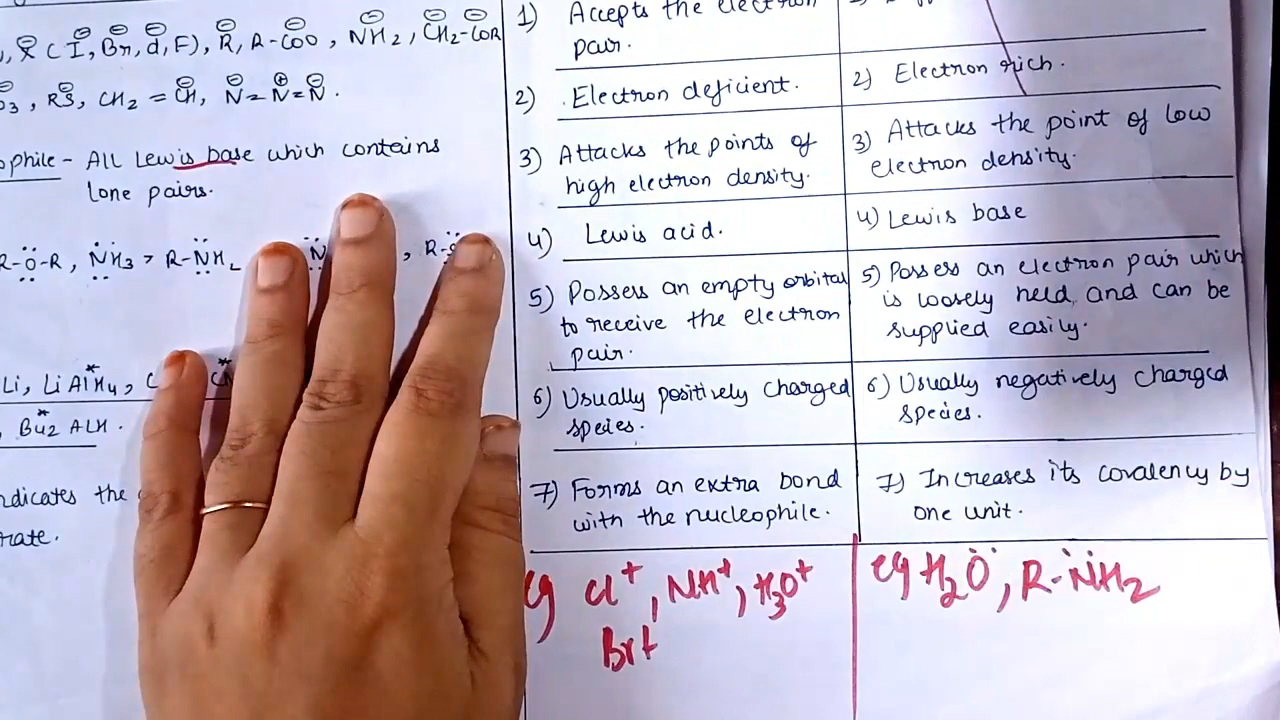 X ( I, Br, Cl, F), R, R-COO, NH2, CH2-COR
RS, CH2 = CH, N=N=N.
ophile - All Lewis base which contains
lone pairs.
R-O-R, NH3 > R-NH2
Li, LiAlH4,
Bu2 ALH.
ndicates the
rate.
1) Accepts the electron
pair.
2) Electron deficient.
3) Attacks the points of
high electron density.
4) Lewis acid.
5) Possess an empty orbital
to receive the electron
pair.
6) Usually positively charged
species.
7) Forms an extra bond
with the nucleophile.
eg Cl+, NH+, H3O+
Br+
2) Electron rich.
3) Attacks the point of low
electron density.
4) Lewis base
5) Possess an electron pair which
is loosely held, and can be
supplied easily.
6) Usually negatively charged
species.
7) Increases its covalency by
one unit.
eg H2O, R-NH2